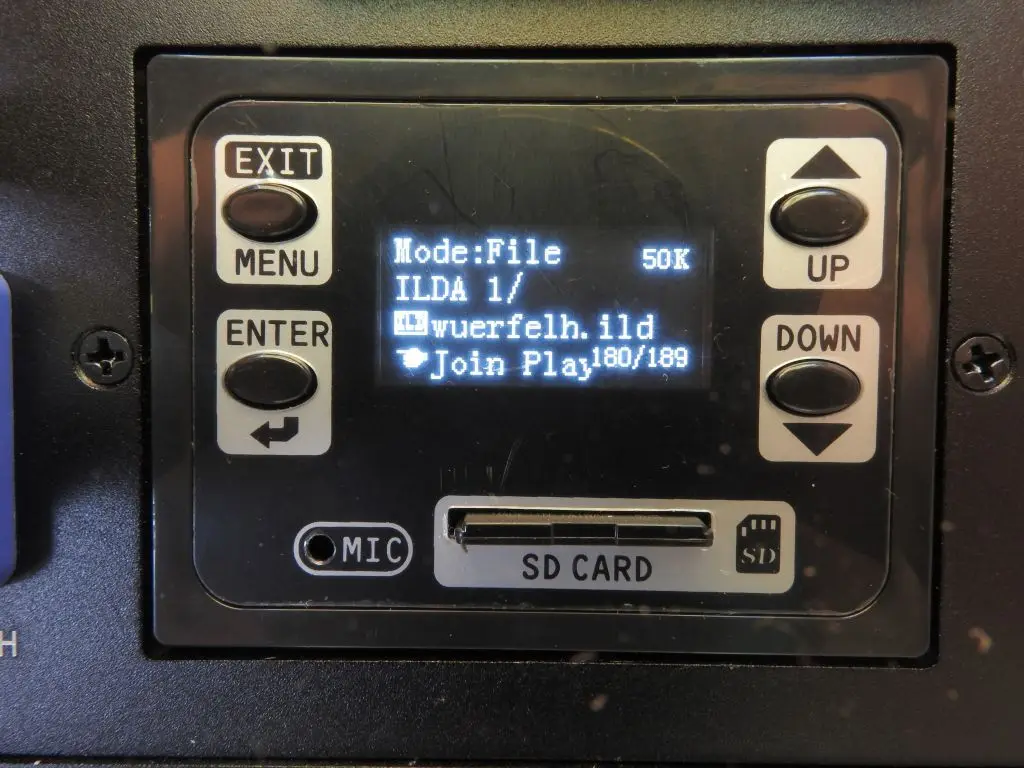 EXIT
MENU
ENTER
Mode:File 50K
ILDA 1/
wuerfelh.ild
Join Play 180/189
UP
DOWN
MIC
SD CARD
SD
H